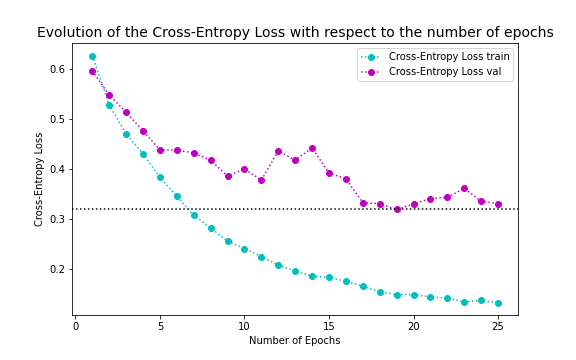 Evolution of the Cross-Entropy Loss with respect to the number of epochs
Cross-Entropy Loss train
Cross-Entropy Loss val
Cross-Entropy Loss
0.6
0.5
0.4
0.3
0.2
0
5
10
15
20
25
Number of Epochs